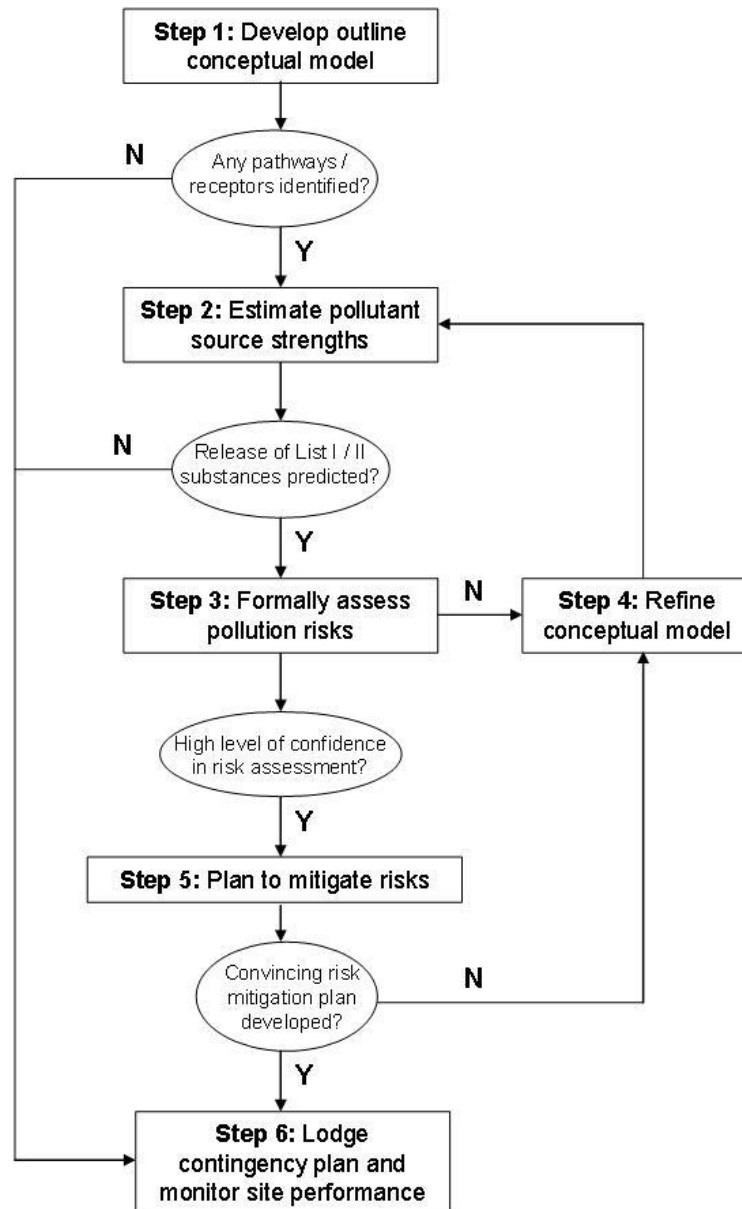 Step 1: Develop outline
conceptual model
N
Any pathways /
receptors identified?
Y
Step 2: Estimate pollutant
source strengths
N
Release of List I / II
substances predicted?
Y
Step 3: Formally assess
pollution risks
N
Step 4: Refine
conceptual model
High level of confidence
in risk assessment?
Y
Step 5: Plan to mitigate risks
Convincing risk
mitigation plan
developed?
N
Y
Step 6: Lodge
contingency plan and
monitor site performance